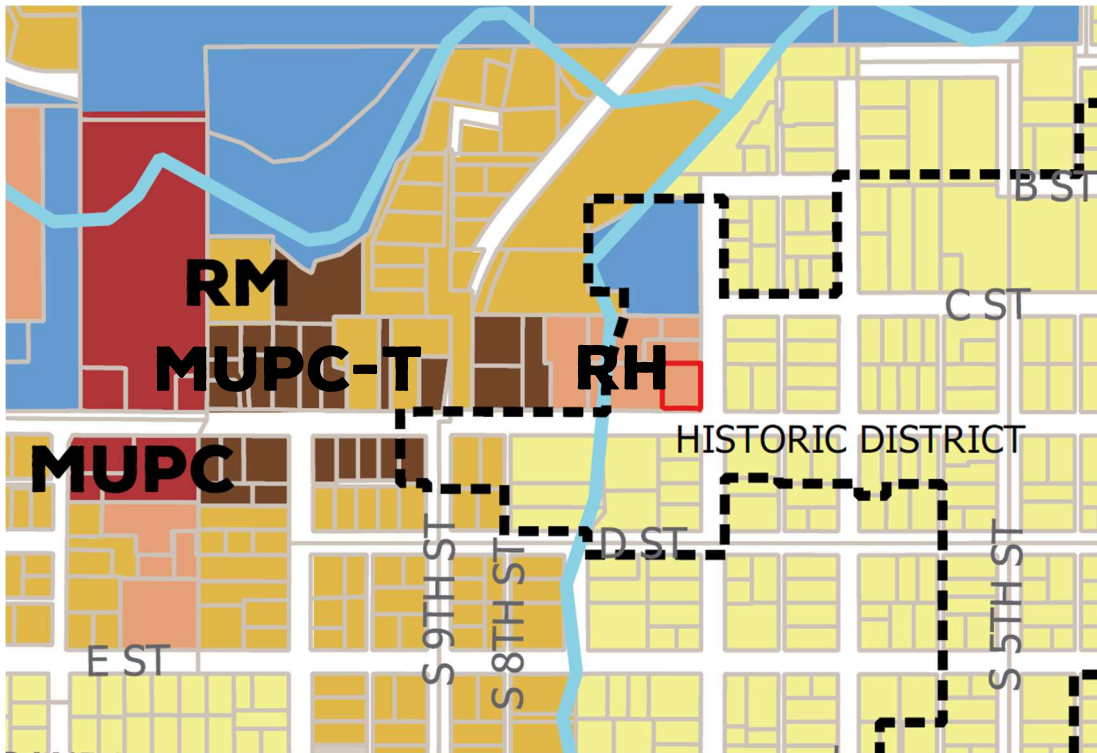 B ST
RM
C ST
MUPC-T
RH
HISTORIC DISTRICT
MUPC
D ST
S 9TH ST
S 8TH ST
S 5TH ST
E ST